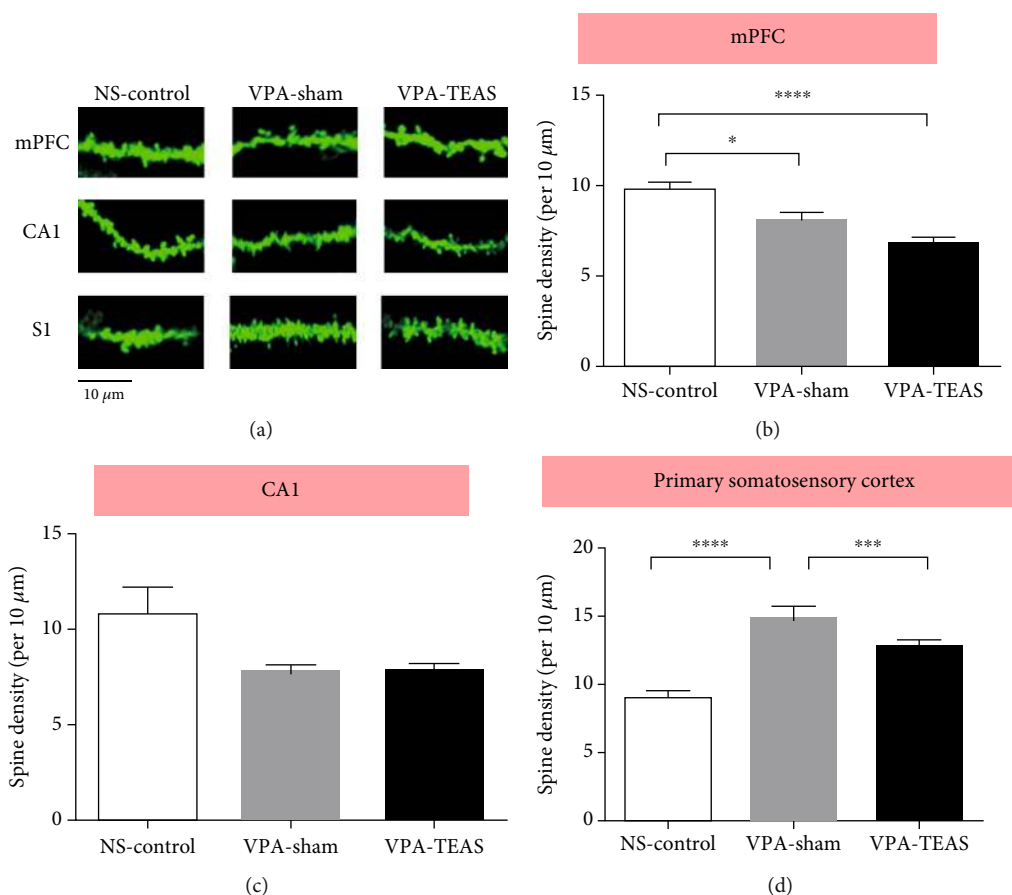 NS-control VPA-sham VPA-TEAS
mPFC
CA1
S1
10 μm
(a)
mPFC
15
10
5
0
Spine density (per 10 μm)
****
*
NS-control VPA-sham VPA-TEAS
(b)
CA1
15
10
5
0
Spine density (per 10 μm)
NS-control VPA-sham VPA-TEAS
(c)
Primary somatosensory cortex
20
15
10
5
0
Spine density (per 10 μm)
**** ***
NS-control VPA-sham VPA-TEAS
(d)